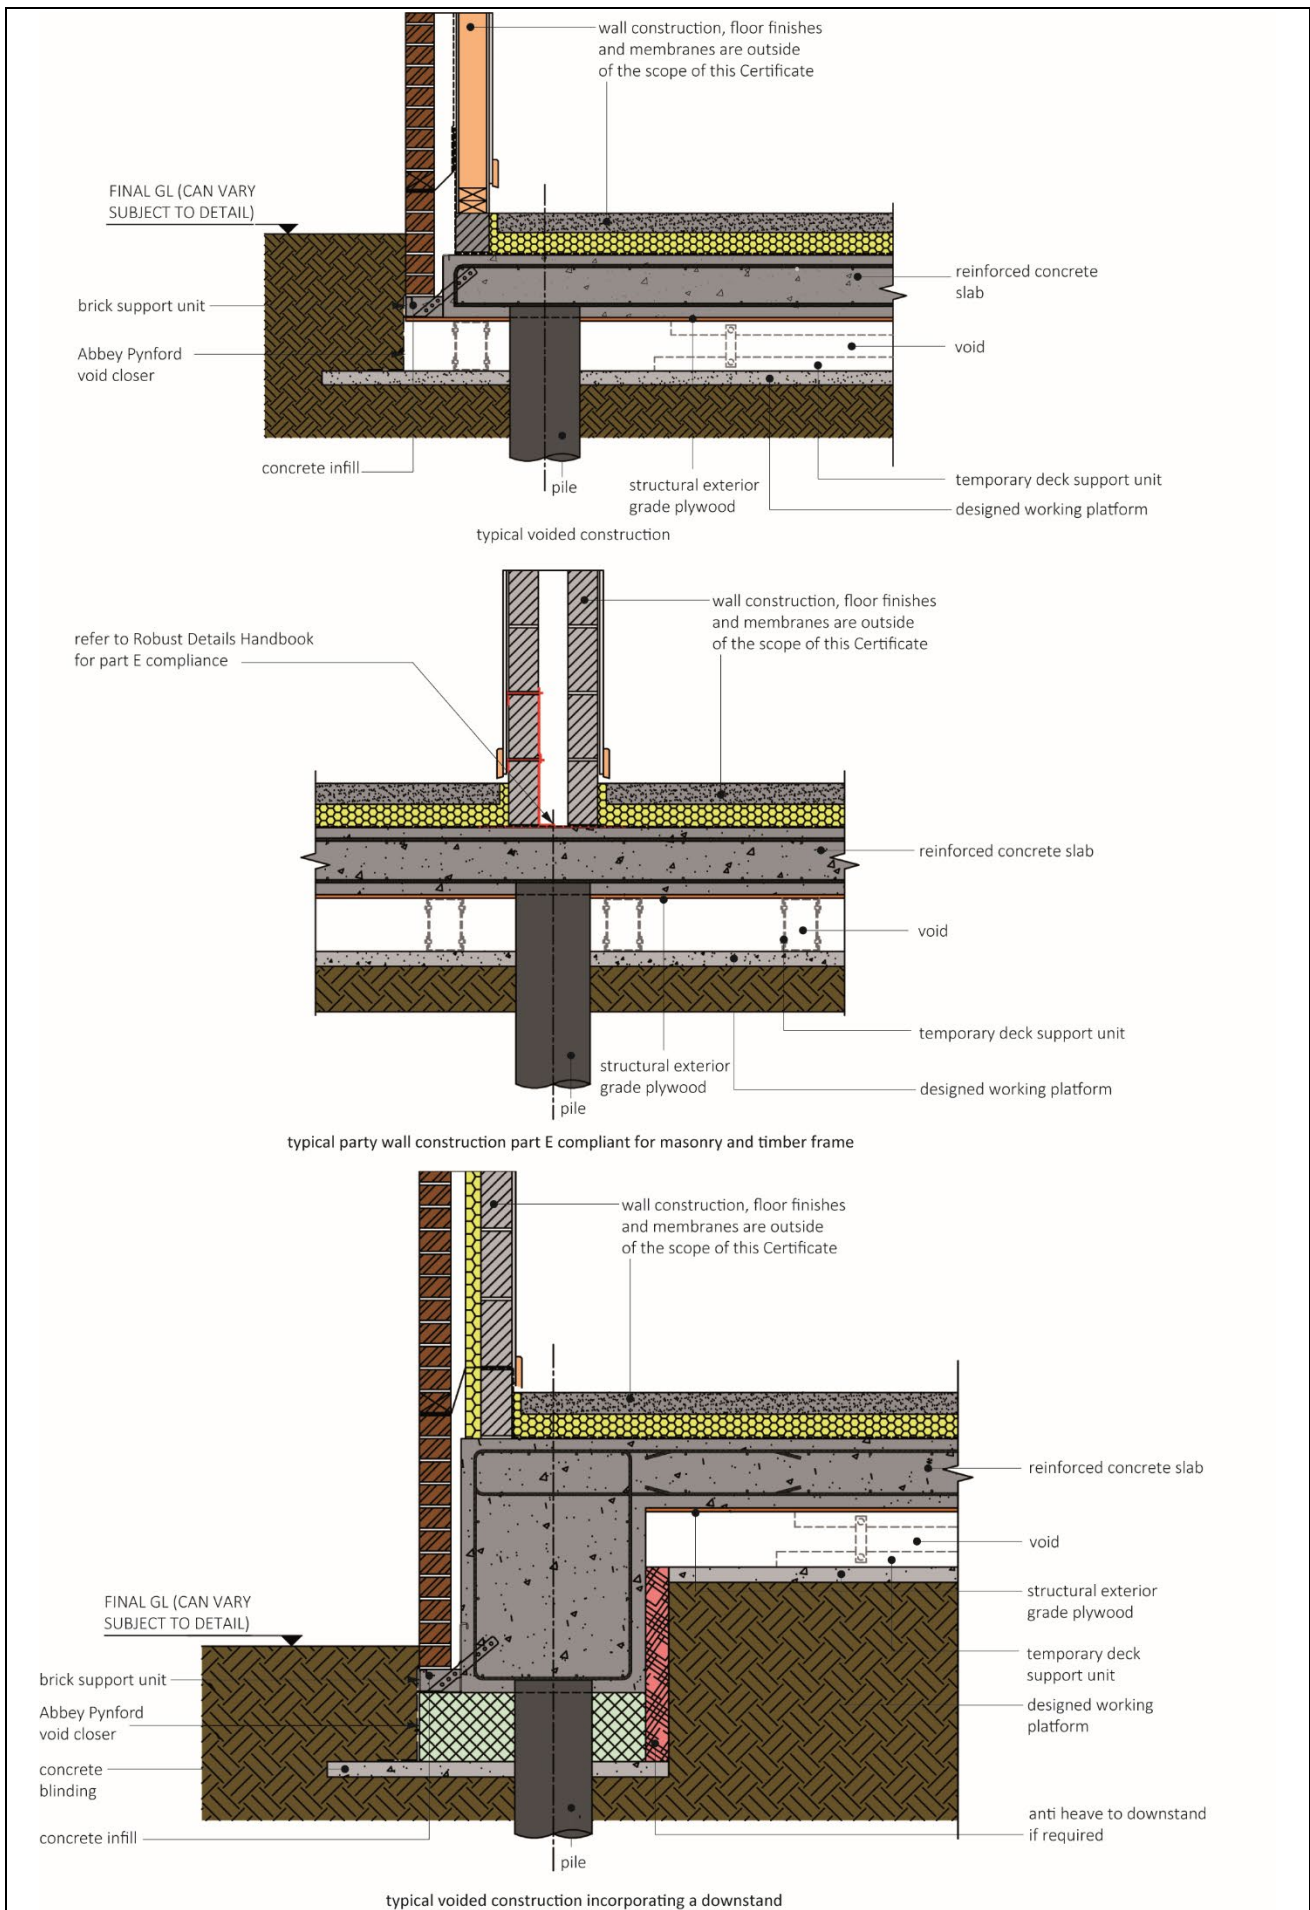 wall construction, floor finishes
and membranes are outside
of the scope of this Certificate
FINAL GL (CAN VARY
SUBJECT TO DETAIL)
reinforced concrete
slab
brick support unit
Abbey Pynford
void closer
void
concrete infill
pile
structural exterior
grade plywood
temporary deck support unit
designed working platform
typical voided construction
wall construction, floor finishes
and membranes are outside
of the scope of this Certificate
refer to Robust Details Handbook
for part E compliance
reinforced concrete slab
void
temporary deck support unit
structural exterior
grade plywood
designed working platform
pile
typical party wall construction part E compliant for masonry and timber frame
wall construction, floor finishes
and membranes are outside
of the scope of this Certificate
reinforced concrete slab
void
FINAL GL (CAN VARY
SUBJECT TO DETAIL)
structural exterior
grade plywood
brick support unit
temporary deck
support unit
Abbey Pynford
void closer
designed working
platform
concrete
blinding
anti heave to downstand
if required
concrete infill
pile
typical voided construction incorporating a downstand